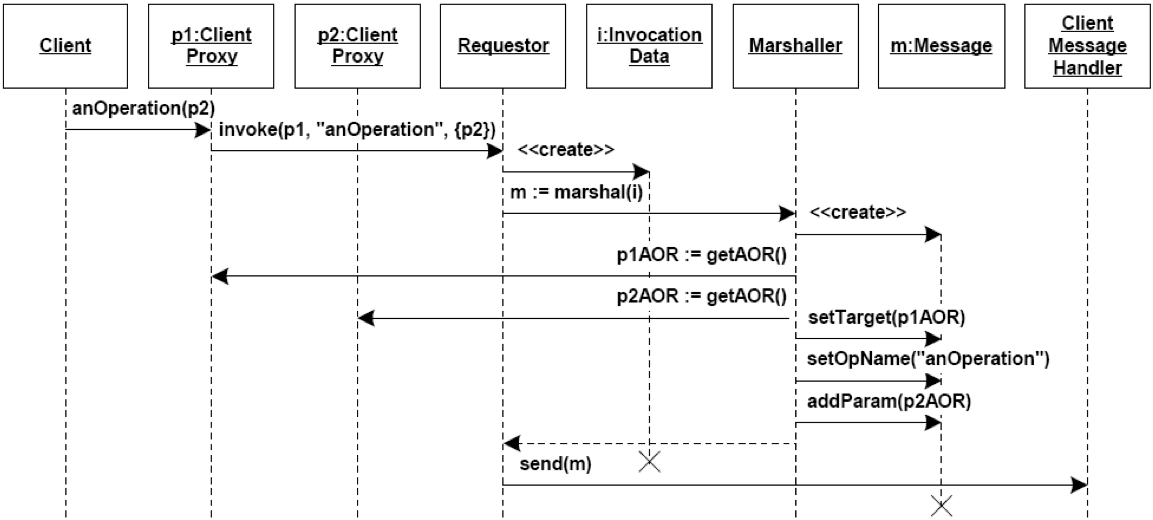 Client
p1:Client
Proxy
p2:Client
Proxy
Requestor
i:Invocation
Data
Marshaller
m:Message
Client
Message
Handler
anOperation(p2)
invoke(p1, "anOperation", {p2})
<<create>>
m := marshal(i)
<<create>>
p1AOR := getAOR()
p2AOR := getAOR()
setTarget(p1AOR)
setOpName("anOperation")
addParam(p2AOR)
send(m)